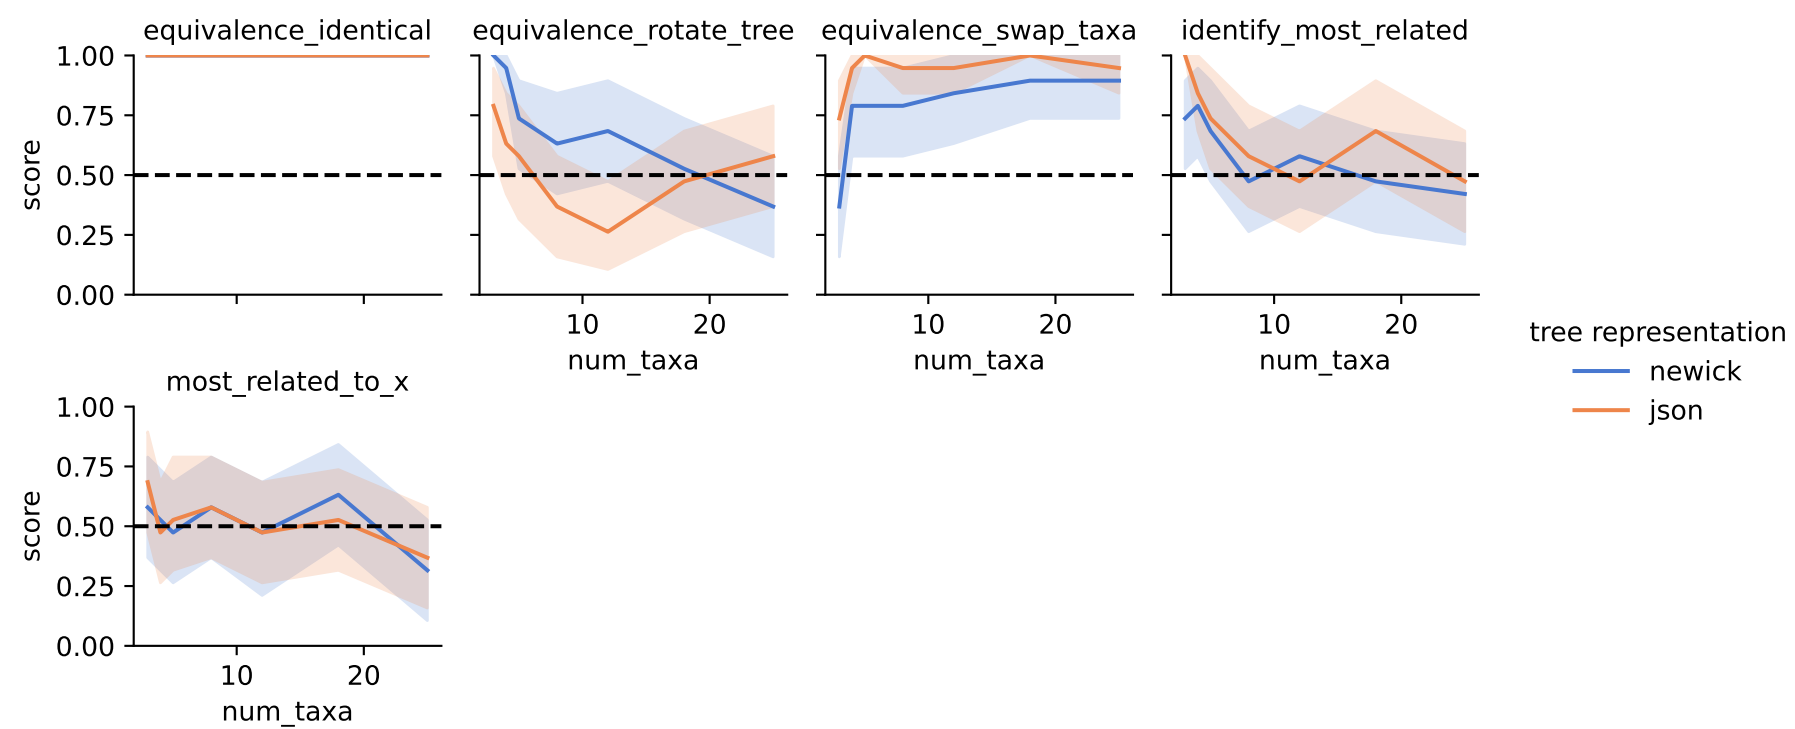 equivalence_identical
equivalence_rotate_tree
equivalence_swap_taxa
identify_most_related
score
1.00
0.75
0.50
0.25
0.00
10
20
num_taxa
10
20
num_taxa
10
20
num_taxa
most_related_to_x
score
1.00
0.75
0.50
0.25
0.00
10
20
num_taxa
tree representation
newick
json